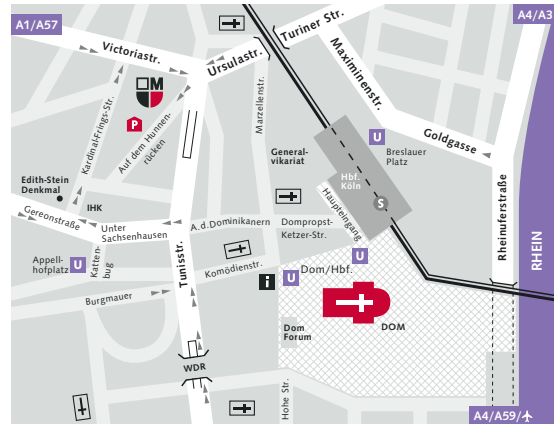 A1/A57
A4/A3
Turiner Str.
Victoriastr.
Ursulastr.
Maximinenstr.
M
P
Kardinal-Frings-Str.
Auf dem Hunnen-
rücken
Marzellenstr.
U
Goldgasse
General-
vikariat
Breslauer
Platz
Hbf.
Köln
S
Edith-Stein
Denkmal
IHK
Gereonstraße
Unter
Sachsenhausen
A.d.Dominikanern
Dompropst-
Ketzer-Str.
Haupteingang
Rheinuferstraße
RHEIN
Appell-
hofplatz
U
Katten-
bug
Tunisstr.
Komödienstr.
i
U
Dom/Hbf.
U
Burgmauer
DOM
Dom
Forum
WDR
Hohe Str.
A4/A59/